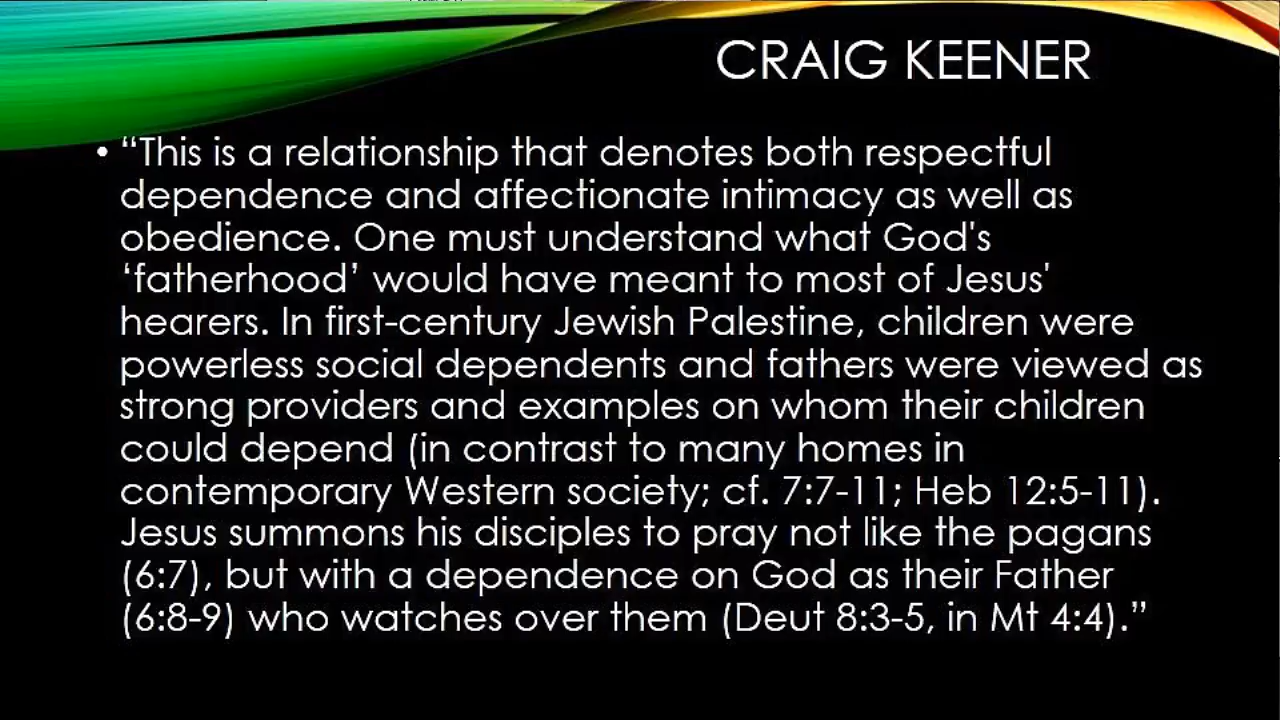 CRAIG KEENER
• “This is a relationship that denotes both respectful
dependence and affectionate intimacy as well as
obedience. One must understand what God's
‘fatherhood’ would have meant to most of Jesus'
hearers. In first-century Jewish Palestine, children were
powerless social dependents and fathers were viewed as
strong providers and examples on whom their children
could depend (in contrast to many homes in
contemporary Western society; cf. 7:7-11; Heb 12:5-11).
Jesus summons his disciples to pray not like the pagans
(6:7), but with a dependence on God as their Father
(6:8-9) who watches over them (Deut 8:3-5, in Mt 4:4).”